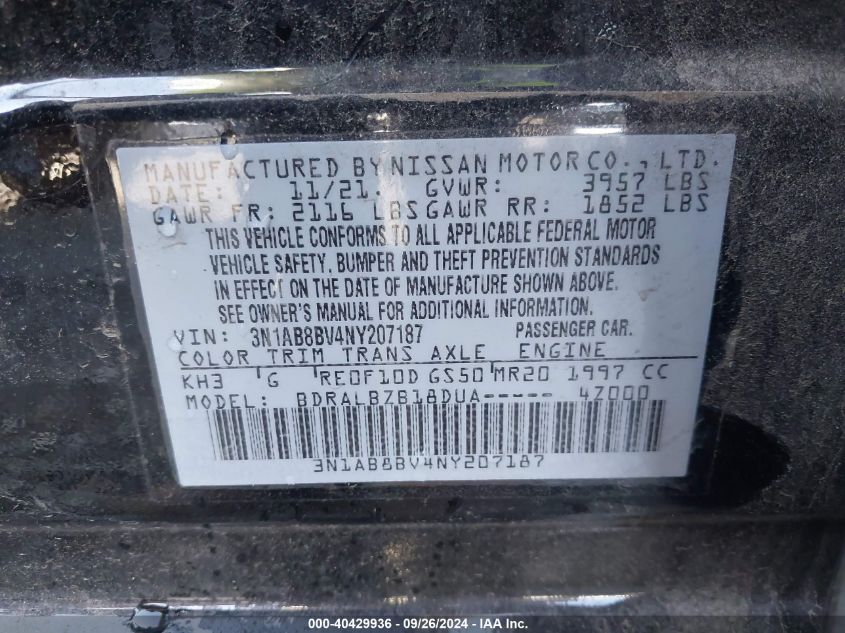 MANUFACTURED BY NISSAN MOTOR CO., LTD.
DATE: 11/21. GVWR: 3957 LBS
GAWR FR: 2116 LBS GAWR RR: 1852 LBS
THIS VEHICLE CONFORMS TO ALL APPLICABLE FEDERAL MOTOR
VEHICLE SAFETY, BUMPER AND THEFT PREVENTION STANDARDS
IN EFFECT ON THE DATE OF MANUFACTURE SHOWN ABOVE.
SEE OWNER'S MANUAL FOR ADDITIONAL INFORMATION.
VIN: 3N1AB8BV4NY207187 PASSENGER CAR.
COLOR TRIM TRANS AXLE ENGINE
KH3 G RE0F10D GS50 MR20 1997 CC
MODEL: BDRALBZB18DUA----- 4Z000
3N1AB8BV4NY207187
000-40429936 - 09/26/2024 - © Copyright 2024 IAA, Inc.